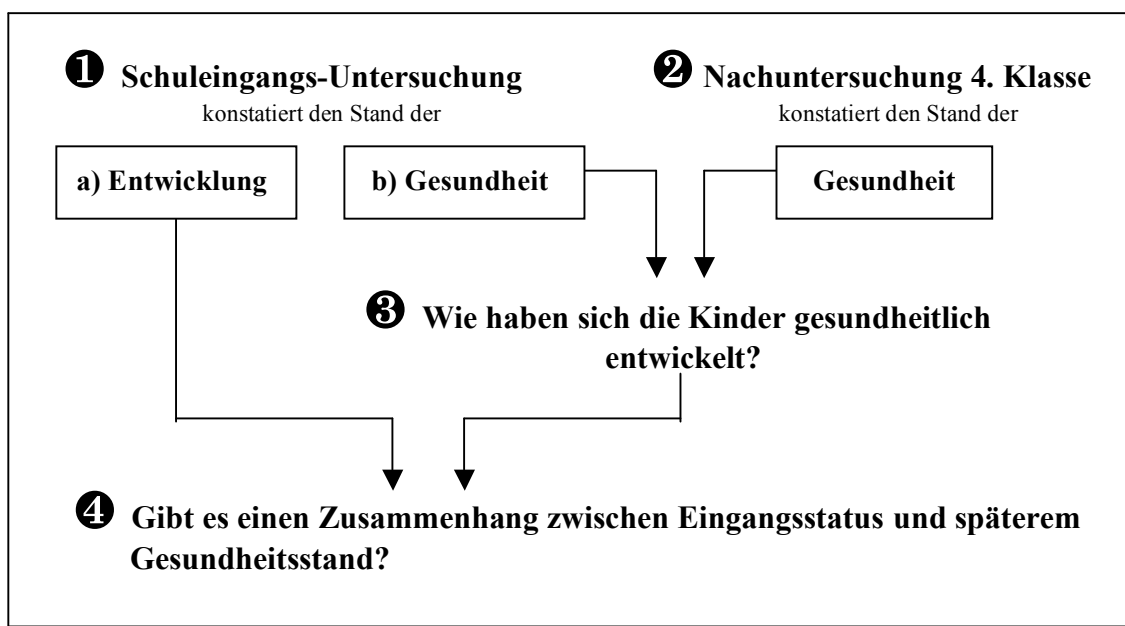 ❶ Schuleingangs-Untersuchung
konstatiert den Stand der
❷ Nachuntersuchung 4. Klasse
konstatiert den Stand der
a) Entwicklung
b) Gesundheit
Gesundheit
❸ Wie haben sich die Kinder gesundheitlich
entwickelt?
❹ Gibt es einen Zusammenhang zwischen Eingangsstatus und späterem
Gesundheitsstand?